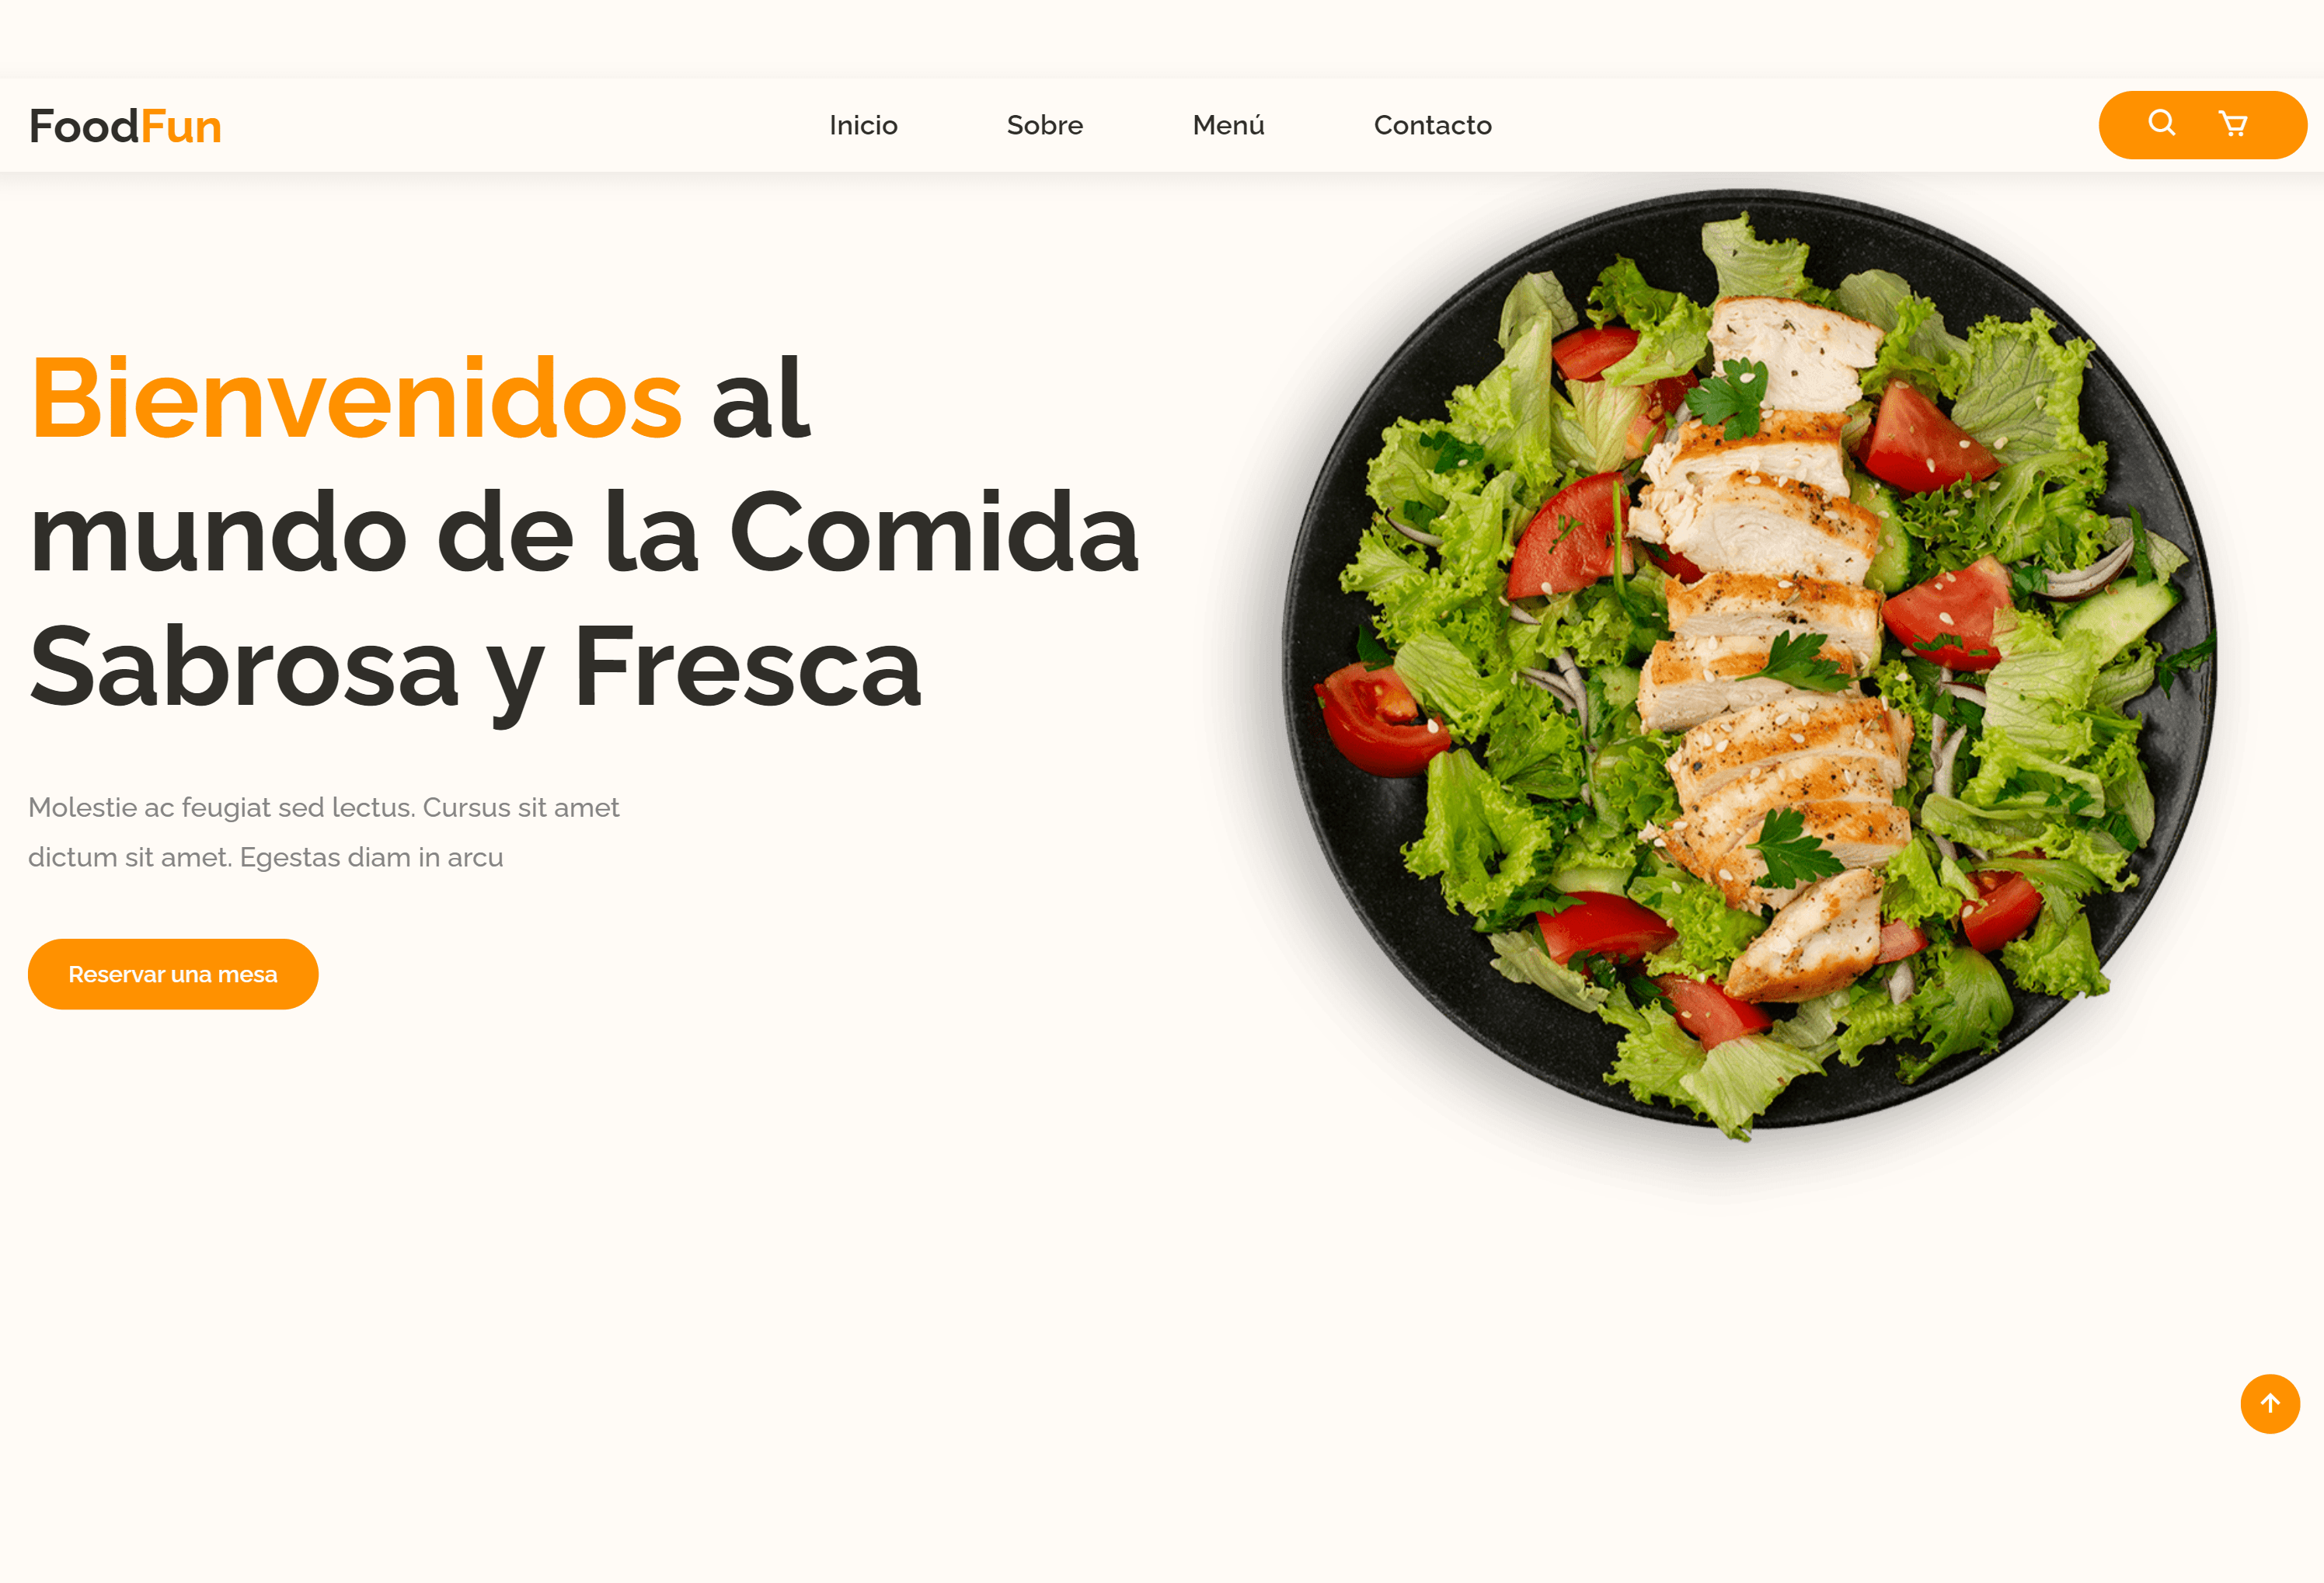 FoodFun
Inicio
Sobre
Menú
Contacto
Bienvenidos al
mundo de la Comida
Sabrosa y Fresca
Molestie ac feugiat sed lectus. Cursus sit amet
dictum sit amet. Egestas diam in arcu
Reservar una mesa